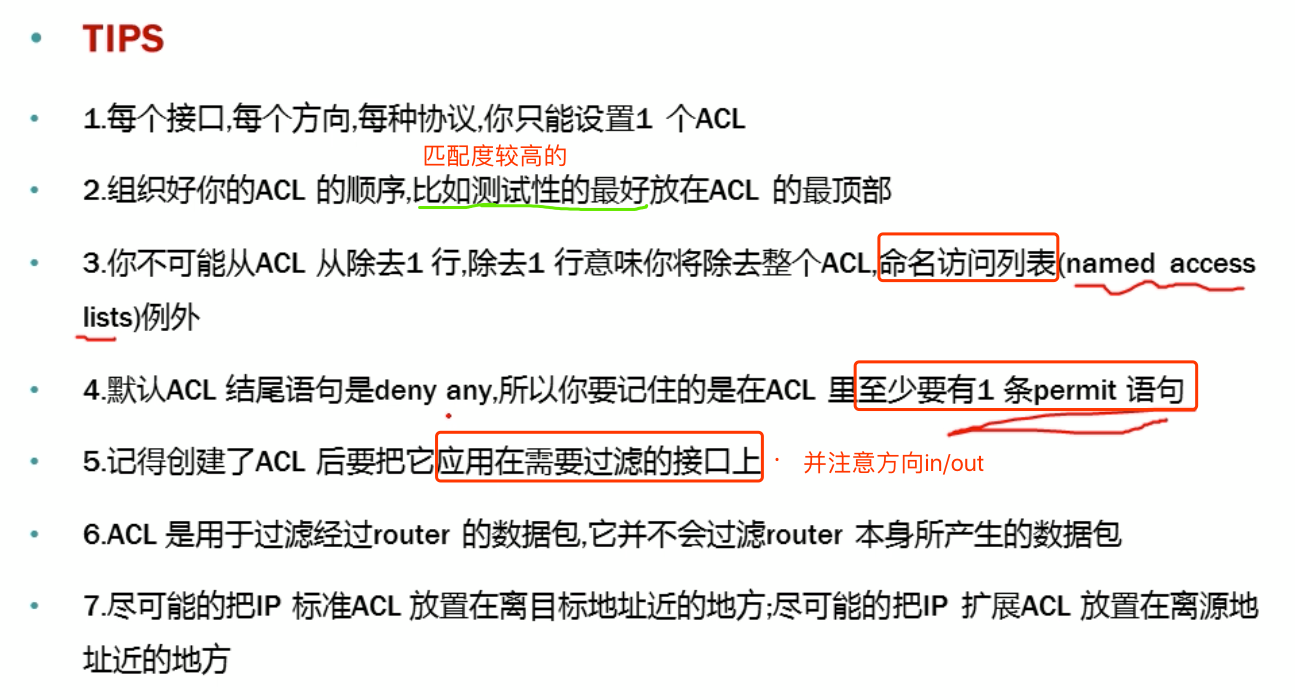 • TIPS
• 1.每个接口,每个方向,每种协议,你只能设置1 个ACL
匹配度较高的
• 2.组织好你的ACL 的顺序,比如测试性的最好放在ACL 的最顶部
• 3.你不可能从ACL 从除去1 行,除去1 行意味你将除去整个ACL,命名访问列表(named access
lists)例外
• 4.默认ACL 结尾语句是deny any,所以你要记住的是在ACL 里至少要有1 条permit 语句
• 5.记得创建了ACL 后要把它应用在需要过滤的接口上 并注意方向in/out
• 6.ACL 是用于过滤经过router 的数据包,它并不会过滤router 本身所产生的数据包
• 7.尽可能的把IP 标准ACL 放置在离目标地址近的地方;尽可能的把IP 扩展ACL 放置在离源地
址近的地方